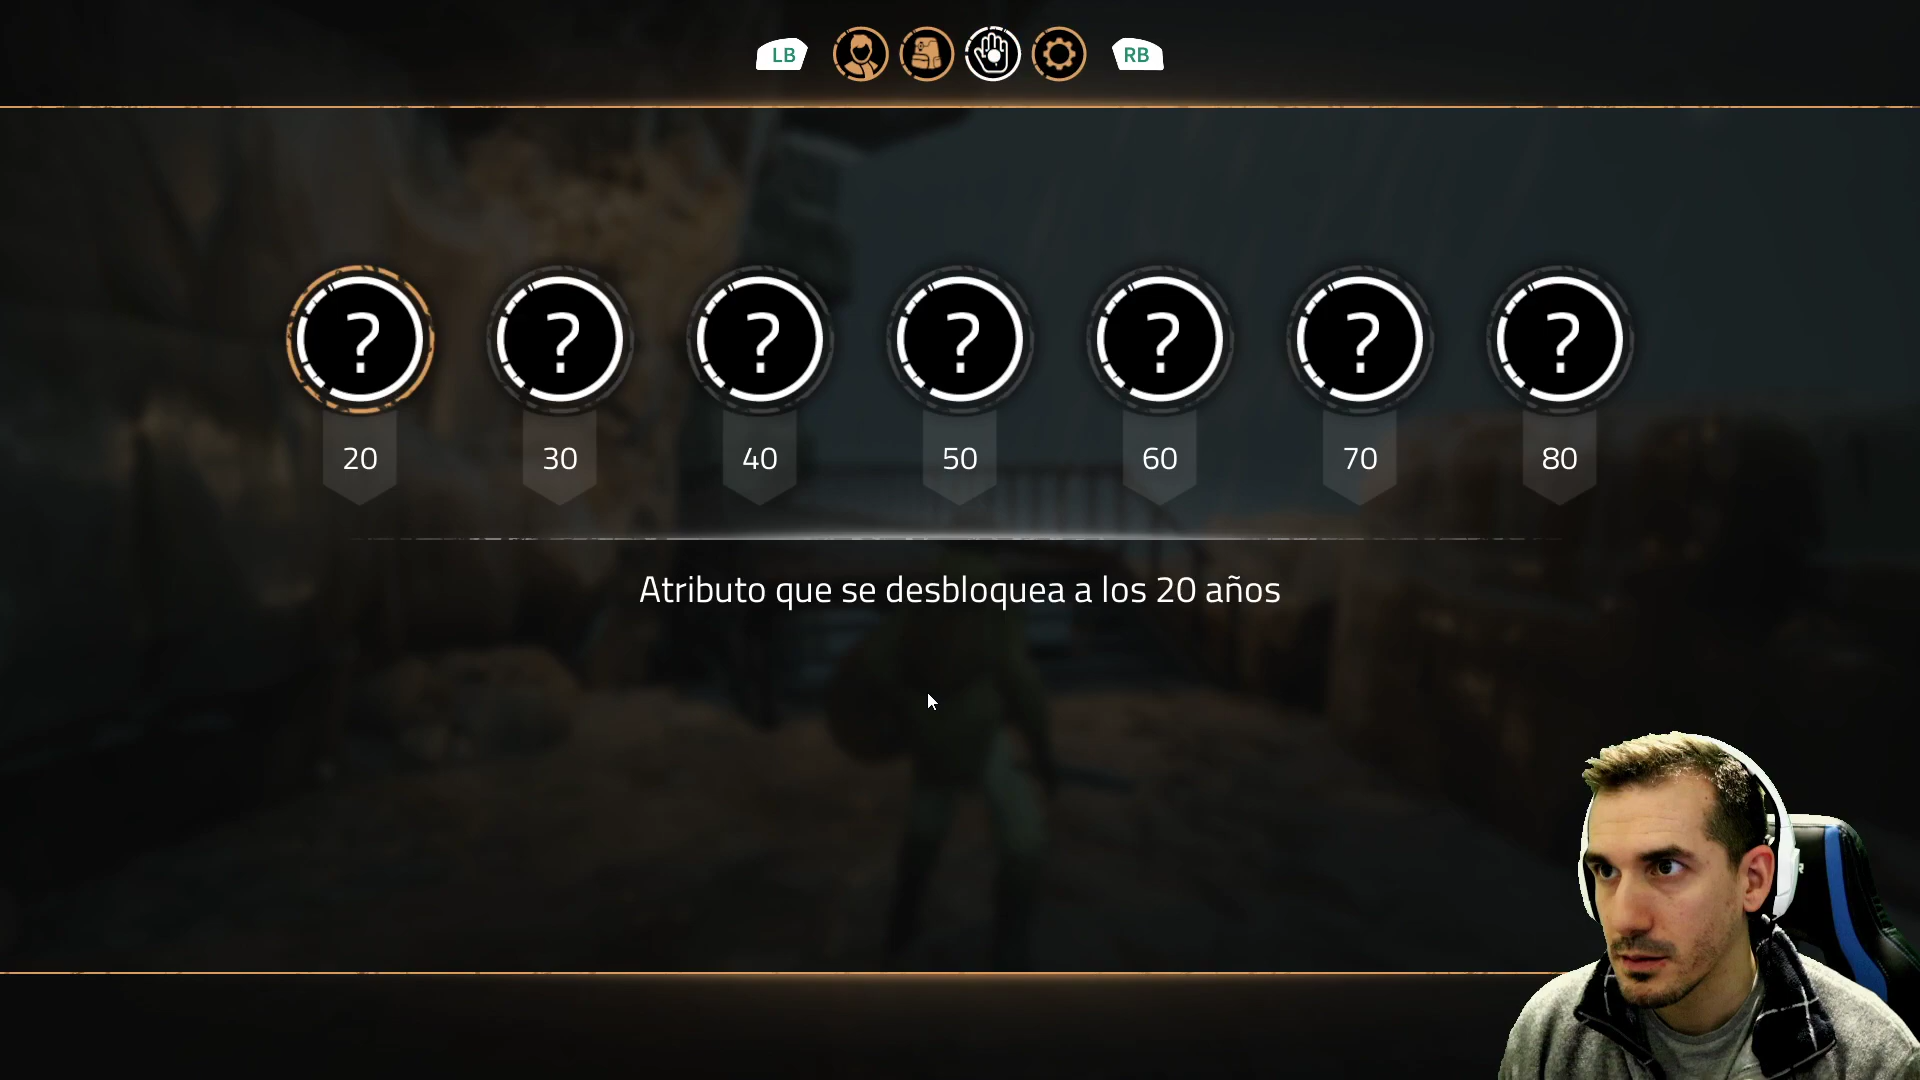 LB RB
? ? ? ? ? ? ?
20 30 40 50 60 70 80
Atributo que se desbloquea a los 20 años